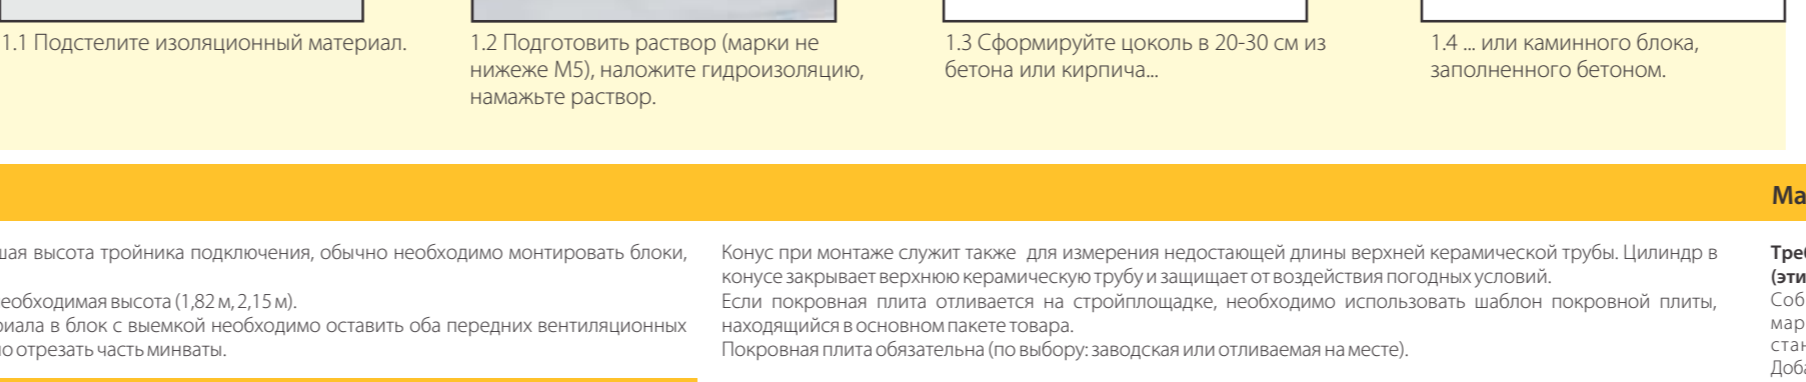 1.1 Подстелите изоляционный материал.
1.2 Подготовить раствор (марки не
нижеже М5), наложите гидроизоляцию,
намажьте раствор.
1.3 Сформируйте цоколь в 20-30 см из
бетона или кирпича...
1.4 ... или каминного блока,
заполненного бетоном.
высота тройника подключения, обычно необходимо монтировать блоки,
необходимая высота (1,82 м, 2,15 м).
в блок с выемкой необходимо оставить оба передних вентиляционных
отрезать часть минваты.
Конус при монтаже служит также для измерения недостающей длины верхней керамической трубы. Цилиндр в
конусе закрывает верхнюю керамическую трубу и защищает от воздействия погодных условий.
Если покровная плита отливается на стройплощадке, необходимо использовать шаблон покровной плиты,
находящийся в основном пакете товара.
Покровная плита обязательна (по выбору: заводская или отливаемая на месте).